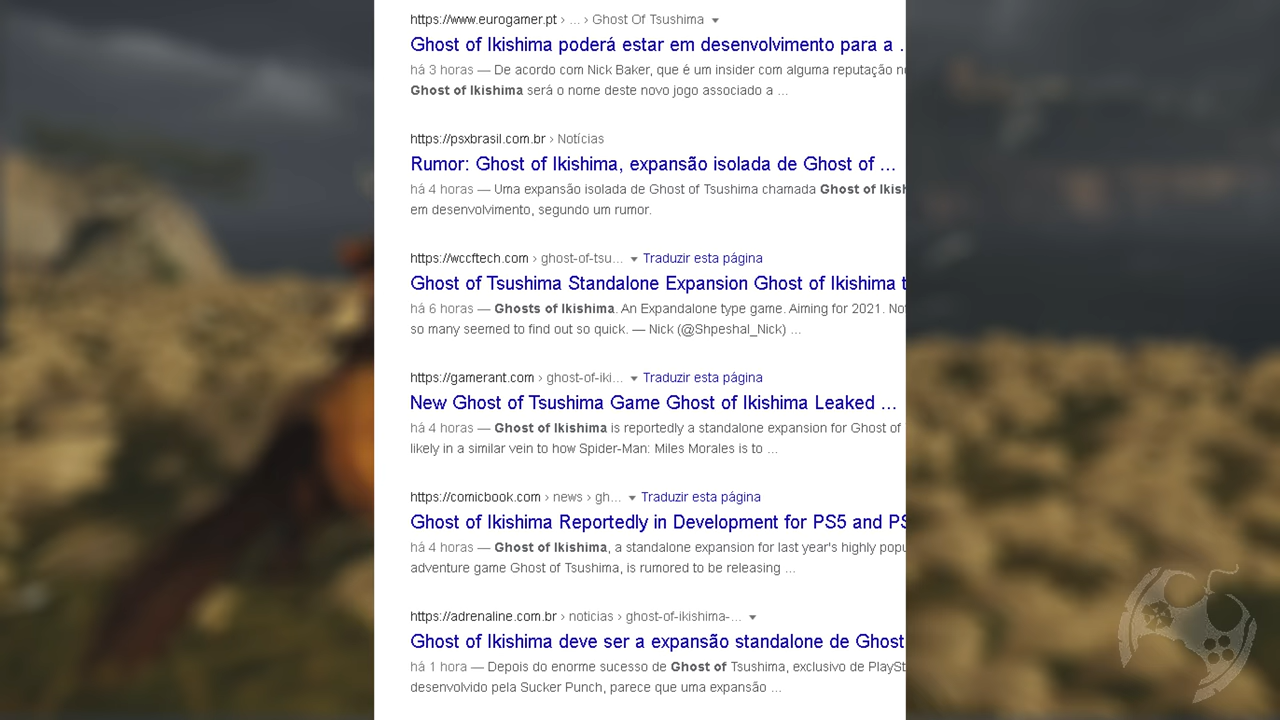 https://www.eurogamer.pt › ... › Ghost Of Tsushima
Ghost of Ikishima poderá estar em desenvolvimento para a .
há 3 horas — De acordo com Nick Baker, que é um insider com alguma reputação n
Ghost of Ikishima será o nome deste novo jogo associado a ...
https://psxbrasil.com.br › Notícias
Rumor: Ghost of Ikishima, expansão isolada de Ghost of ...
há 4 horas — Uma expansão isolada de Ghost of Tsushima chamada Ghost of Ikish
em desenvolvimento, segundo um rumor.
https://wccftech.com › ghost-of-tsu... Traduzir esta página
Ghost of Tsushima Standalone Expansion Ghost of Ikishima t
há 6 horas — Ghosts of Ikishima. An Expandalone type game. Aiming for 2021. No
so many seemed to find out so quick. — Nick (@Shpeshal_Nick) ...
https://gamerant.com › ghost-of-iki... Traduzir esta página
New Ghost of Tsushima Game Ghost of Ikishima Leaked ...
há 4 horas — Ghost of Ikishima is reportedly a standalone expansion for Ghost of
likely in a similar vein to how Spider-Man: Miles Morales is to ...
https://comicbook.com › news › gh... Traduzir esta página
Ghost of Ikishima Reportedly in Development for PS5 and PS
há 4 horas — Ghost of Ikishima, a standalone expansion for last year's highly popu
adventure game Ghost of Tsushima, is rumored to be releasing ...
https://adrenaline.com.br › noticias › ghost-of-ikishima-...
Ghost of Ikishima deve ser a expansão standalone de Ghost
há 1 hora — Depois do enorme sucesso de Ghost of Tsushima, exclusivo de PlaySt
desenvolvido pela Sucker Punch, parece que uma expansão ...